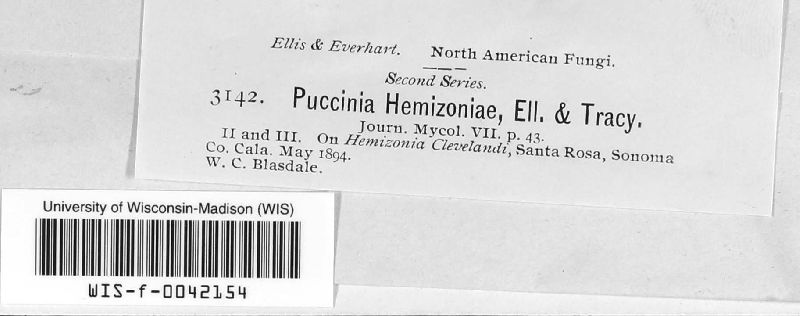 Ellis & Everhart. North American Fungi.
Second Series.
3142. Puccinia Hemizoniae, Ell. & Tracy.
Journ. Mycol. VII. p. 43.
II and III. On Hemizonia Clevelandi, Santa Rosa, Sonoma
Co. Cala. May 1894.
W. C. Blasdale.
University of Wisconsin-Madison (WIS)
WIS-f-0042154